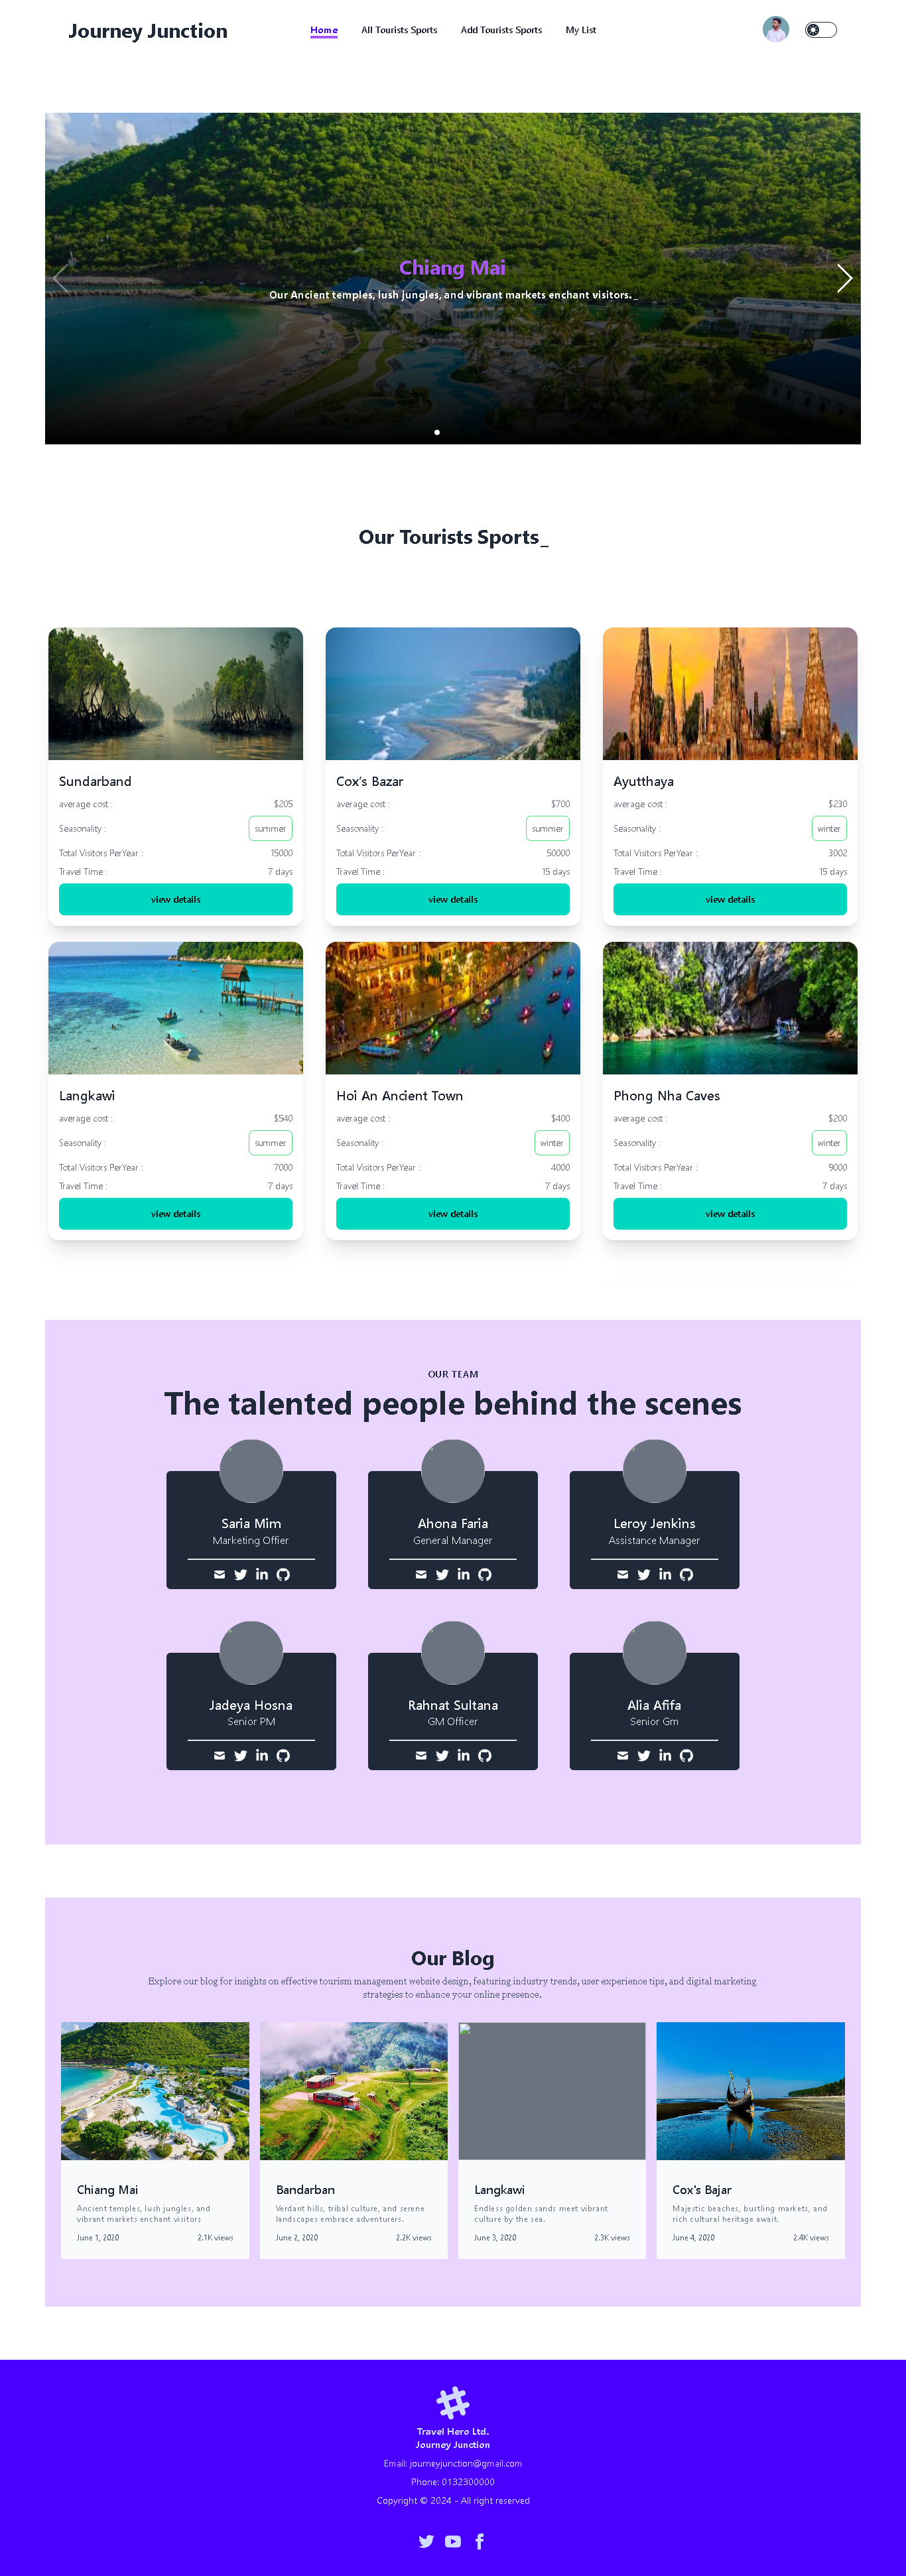 Journey Junction
Home
All Tourists Sports
Add Tourists Sports
My List
Chiang Mai
Our Ancient temples, lush jungles, and vibrant markets enchant visitors._
Our Tourists Sports_
Sundarband
average cost :
$205
Seasonality :
summer
Total Visitors PerYear :
15000
Travel Time :
7 days
view details
Cox's Bazar
average cost :
$700
Seasonality :
summer
Total Visitors PerYear :
50000
Travel Time :
15 days
view details
Ayutthaya
average cost :
$230
Seasonality :
winter
Total Visitors PerYear :
3002
Travel Time :
15 days
view details
Langkawi
average cost :
$540
Seasonality :
summer
Total Visitors PerYear :
7000
Travel Time :
7 days
view details
Hoi An Ancient Town
average cost :
$400
Seasonality :
winter
Total Visitors PerYear :
4000
Travel Time :
7 days
view details
Phong Nha Caves
average cost :
$200
Seasonality :
winter
Total Visitors PerYear :
9000
Travel Time :
7 days
view details
OUR TEAM
The talented people behind the scenes
Saria Mim
Marketing Offier
Ahona Faria
General Manager
Leroy Jenkins
Assistance Manager
Jadeya Hosna
Senior PM
Rahnat Sultana
GM Officer
Alia Afifa
Senior Gm
Our Blog
Explore our blog for insights on effective tourism management website design, featuring industry trends, user experience tips, and digital marketing
strategies to enhance your online presence.
Chiang Mai
Ancient temples, lush jungles, and
vibrant markets enchant visitors
June 1, 2020
2.1K views
Bandarban
Verdant hills, tribal culture, and serene
landscapes embrace adventurers.
June 2, 2020
2.2K views
Langkawi
Endless golden sands meet vibrant
culture by the sea.
June 3, 2020
2.3K views
Cox's Bajar
Majestic beaches, bustling markets, and
rich cultural heritage await.
June 4, 2020
2.4K views
Travel Hero Ltd.
Journey Junction
Email: journeyjunction@gmail.com
Phone: 0132300000
Copyright © 2024 - All right reserved